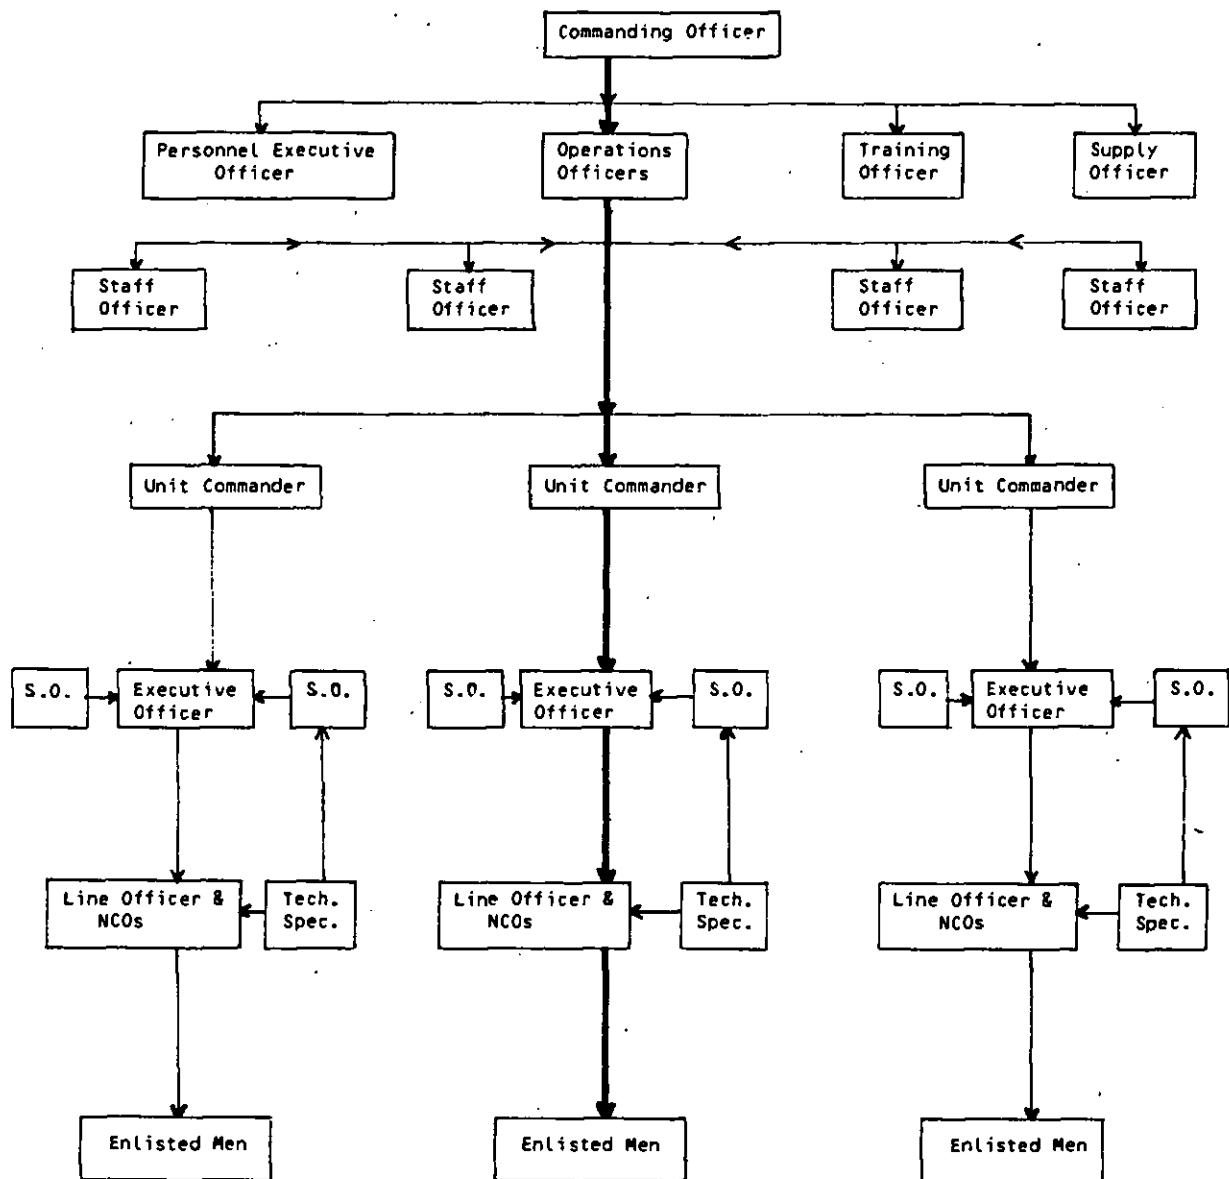 Commanding Officer
Personnel Executive
Officer
Operations
Officers
Training
Officer
Supply
Officer
Staff
Officer
Staff
Officer
Staff
Officer
Staff
Officer
Unit Commander
Unit Commander
Unit Commander
S.O.
Executive
Officer
S.O.
S.O.
Executive
Officer
S.O.
S.O.
Executive
Officer
S.O.
Line Officer &
NCOs
Tech.
Spec.
Line Officer &
NCOs
Tech.
Spec.
Line Officer &
NCOs
Tech.
Spec.
Enlisted Men
Enlisted Men
Enlisted Men